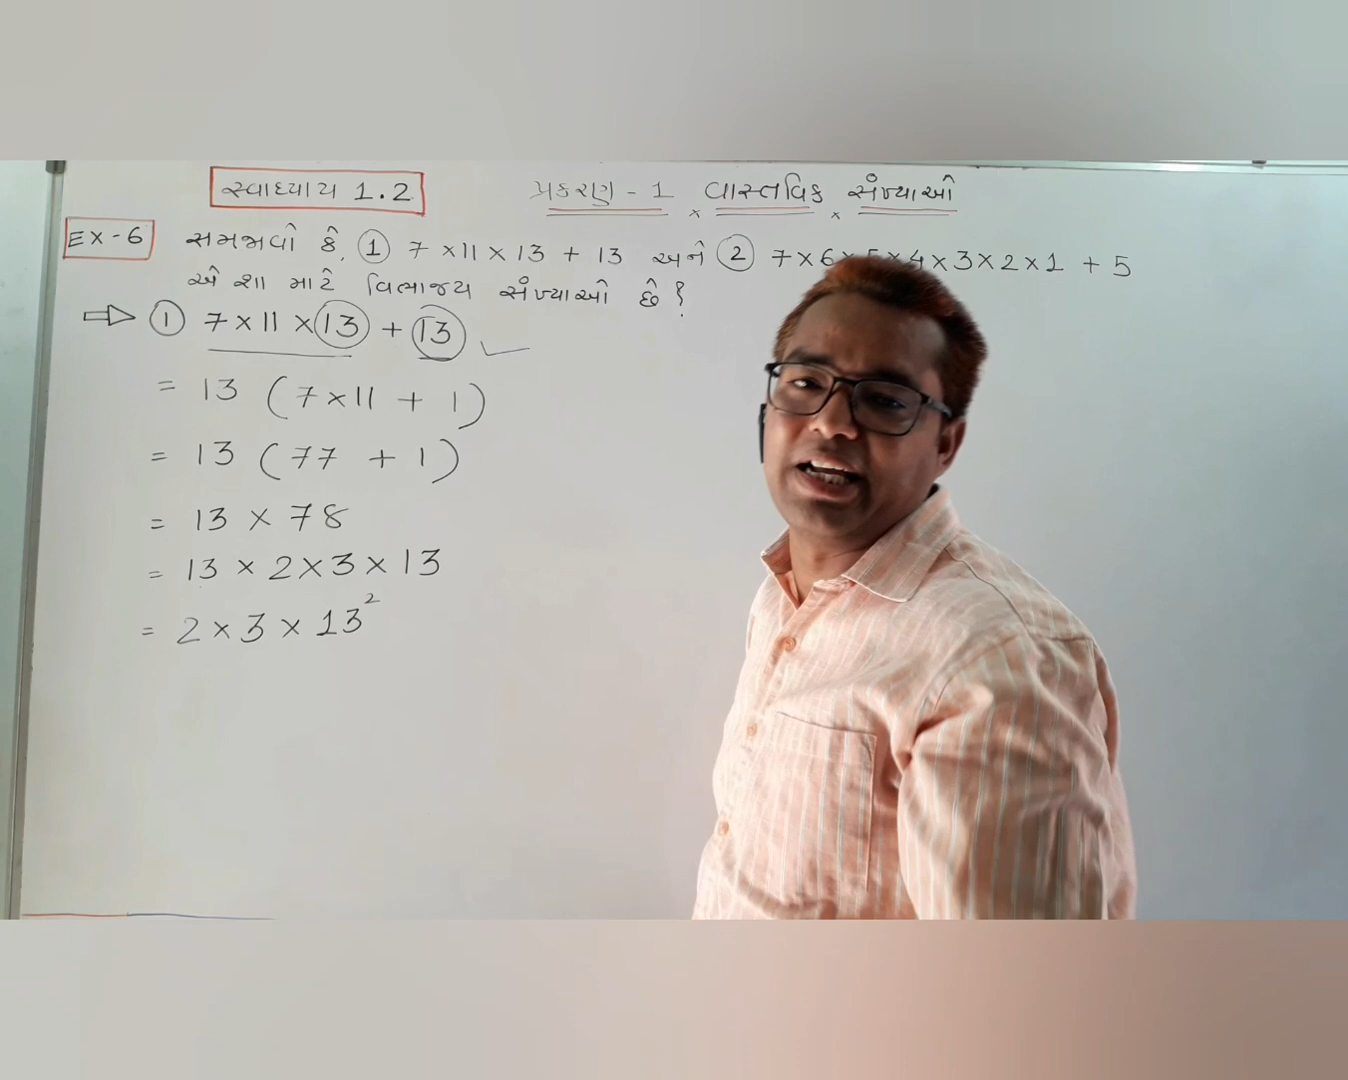 સ્વાધ્યાય 1.2 પ્રકરણ - 1 વાસ્તવિક સંખ્યાઓ
EX-6 સમજાવો કે, ① 7 × 11 × 13 + 13 અને ② 7 × 6 × 5 × 4 × 3 × 2 × 1 + 5
એ શા માટે વિભાજ્ય સંખ્યાઓ છે ?
⇒ ① 7 × 11 × 13 + 13 ✓
= 13 (7 × 11 + 1)
= 13 (77 + 1)
= 13 × 78
= 13 × 2 × 3 × 13
= 2 × 3 × 13²